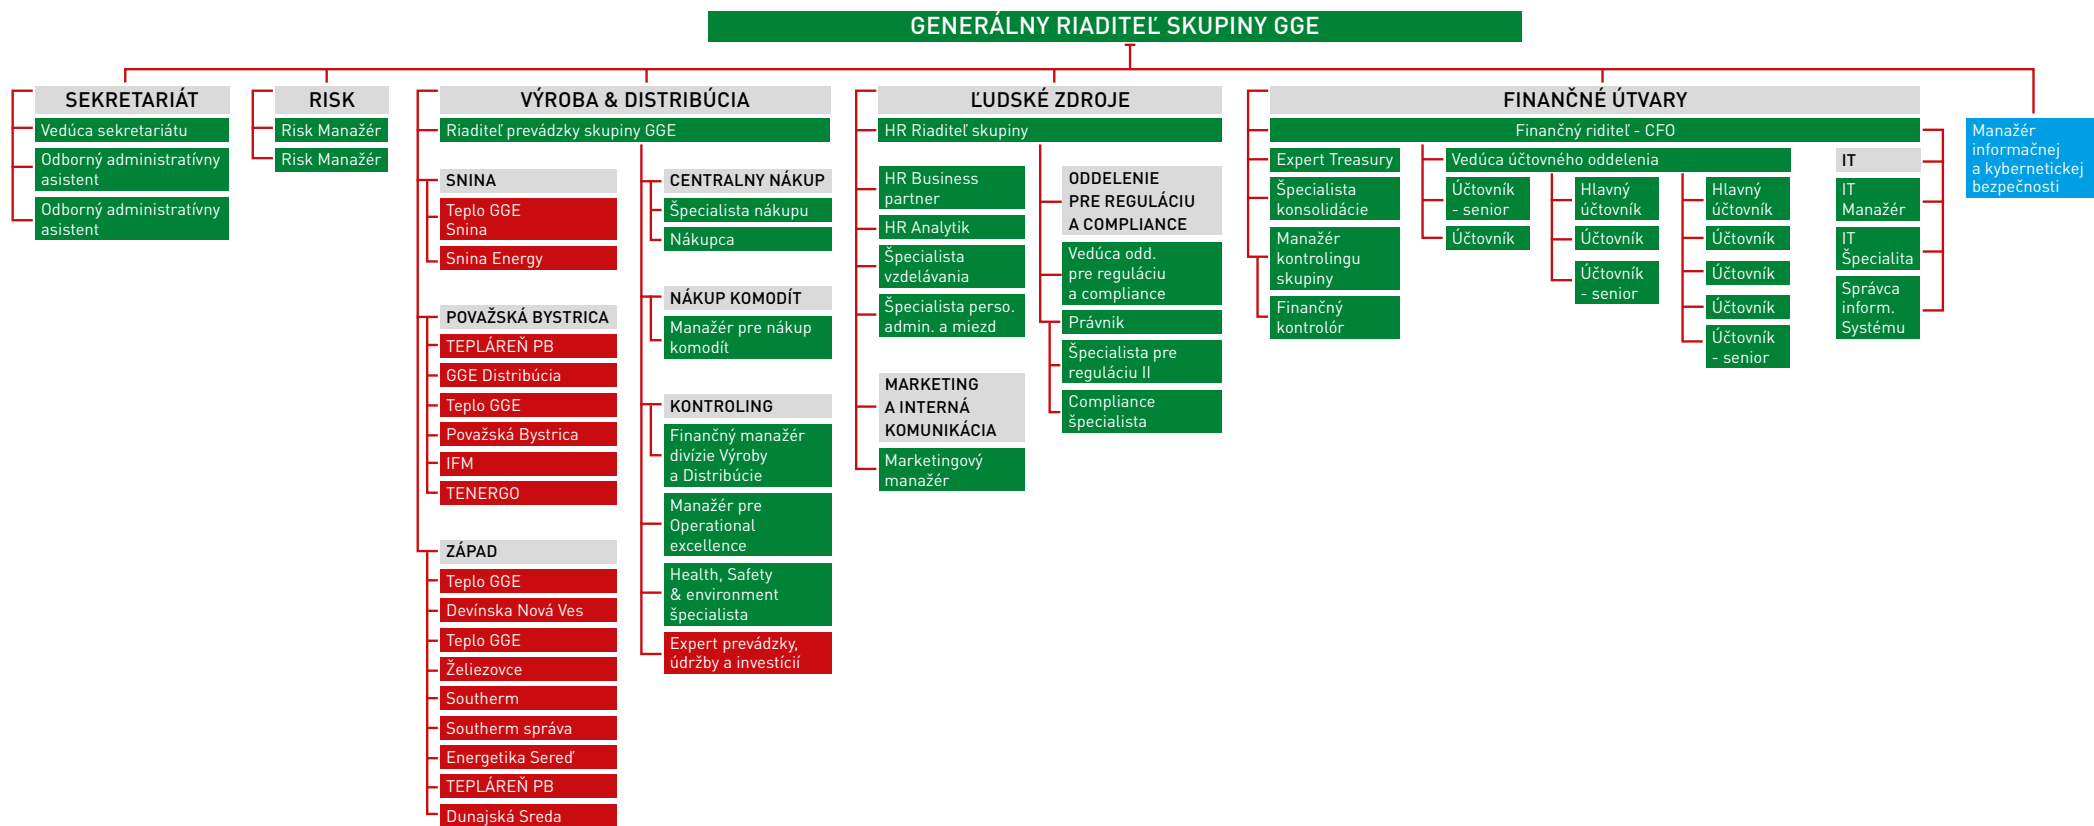 GENERÁLNY RIADITEĽ SKUPINY GGE
SEKRETARIÁT
Vedúca sekretariátu
Odborný administratívny
asistent
Odborný administratívny
asistent
RISK
Risk Manažér
Risk Manažér
VÝROBA & DISTRIBÚCIA
Riaditeľ prevádzky skupiny GGE
SNINA
Teplo GGE
Snina
Snina Energy
POVAŽSKÁ BYSTRICA
TEPLÁREŇ PB
GGE Distribúcia
Teplo GGE
Považská Bystrica
IFM
TENERGO
ZÁPAD
Teplo GGE
Devínska Nová Ves
Teplo GGE
Želiezovce
Southerm
Southerm správa
Energetika Sereď
TEPLÁREŇ PB
Dunajská Sreda
CENTRALNY NÁKUP
Špecialista nákupu
Nákupca
NÁKUP KOMODÍT
Manažér pre nákup
komodít
KONTROLING
Finančný manažér
divízie Výroby
a Distribúcie
Manažér pre
Operational
excellence
Health, Safety
& environment
špecialista
Expert prevádzky,
údržby a investícií
ĽUDSKÉ ZDROJE
HR Riaditeľ skupiny
HR Business
partner
HR Analytik
Špecialista
vzdelávania
Špecialista perso.
admin. a miezd
MARKETING
A INTERNÁ
KOMUNIKÁCIA
Marketingový
manažér
ODDELENIE
PRE REGULÁCIU
A COMPLIANCE
Vedúca odd.
pre reguláciu
a compliance
Právnik
Špecialista pre
reguláciu II
Compliance
špecialista
FINANČNÉ ÚTVARY
Finančný riditeľ - CFO
Expert Treasury
Špecialista
konsolidácie
Manažér
kontrolingu
skupiny
Finančný
kontrolór
Vedúca účtovného oddelenia
Účtovník
- senior
Účtovník
Hlavný
účtovník
Účtovník
Účtovník
- senior
Hlavný
účtovník
Účtovník
Účtovník
Účtovník
Účtovník
- senior
IT
IT
Manažér
IT
Špecialita
Správca
inform.
Systému
Manažér
informačnej
a kybernetickej
bezpečnosti